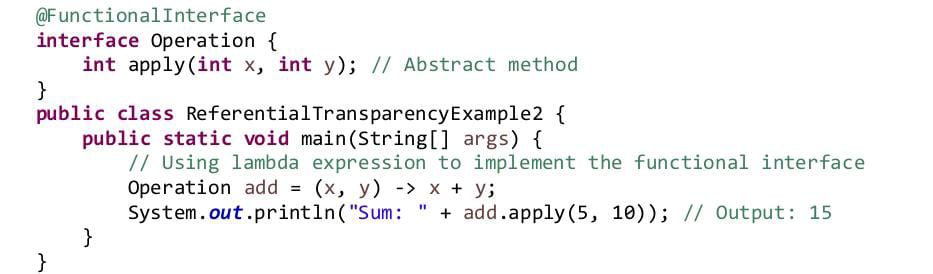 @FunctionalInterface
interface Operation {
    int apply(int x, int y); // Abstract method
}
public class ReferentialTransparencyExample2 {
    public static void main(String[] args) {
        // Using lambda expression to implement the functional interface
        Operation add = (x, y) -> x + y;
        System.out.println("Sum: " + add.apply(5, 10)); // Output: 15
    }
}